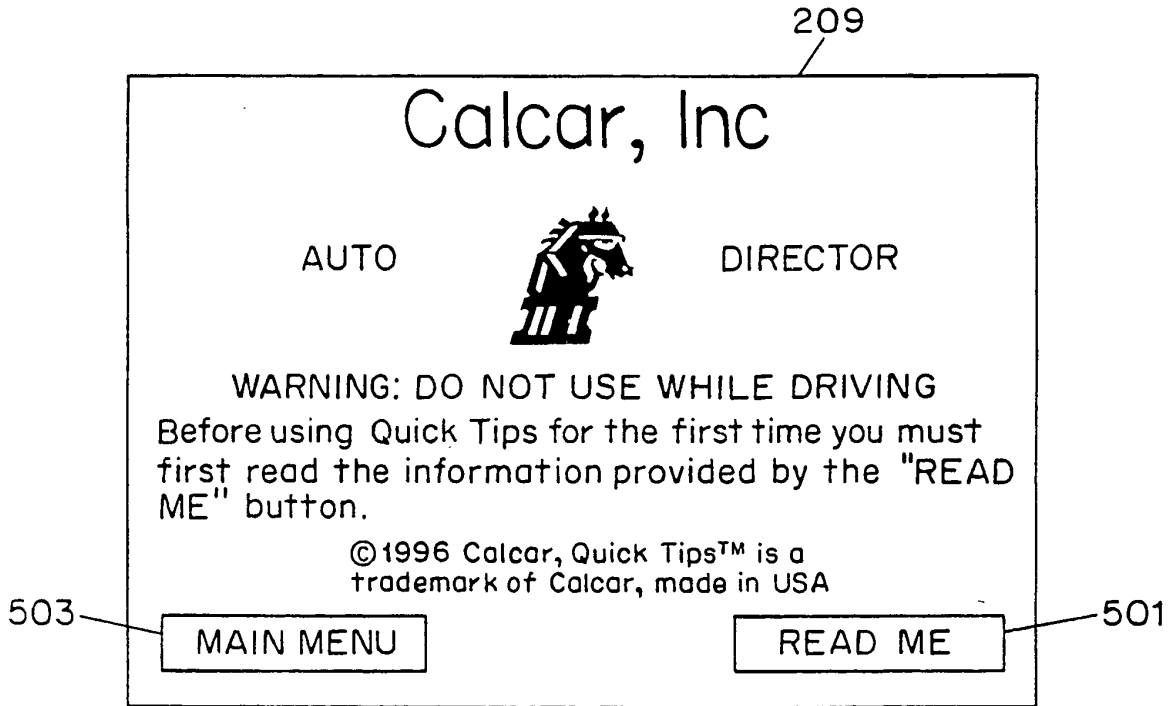 209
Calcar, Inc
AUTO DIRECTOR
WARNING: DO NOT USE WHILE DRIVING
Before using Quick Tips for the first time you must
first read the information provided by the "READ
ME" button.
©1996 Calcar, Quick Tips™ is a
trademark of Calcar, made in USA
503 MAIN MENU READ ME 501